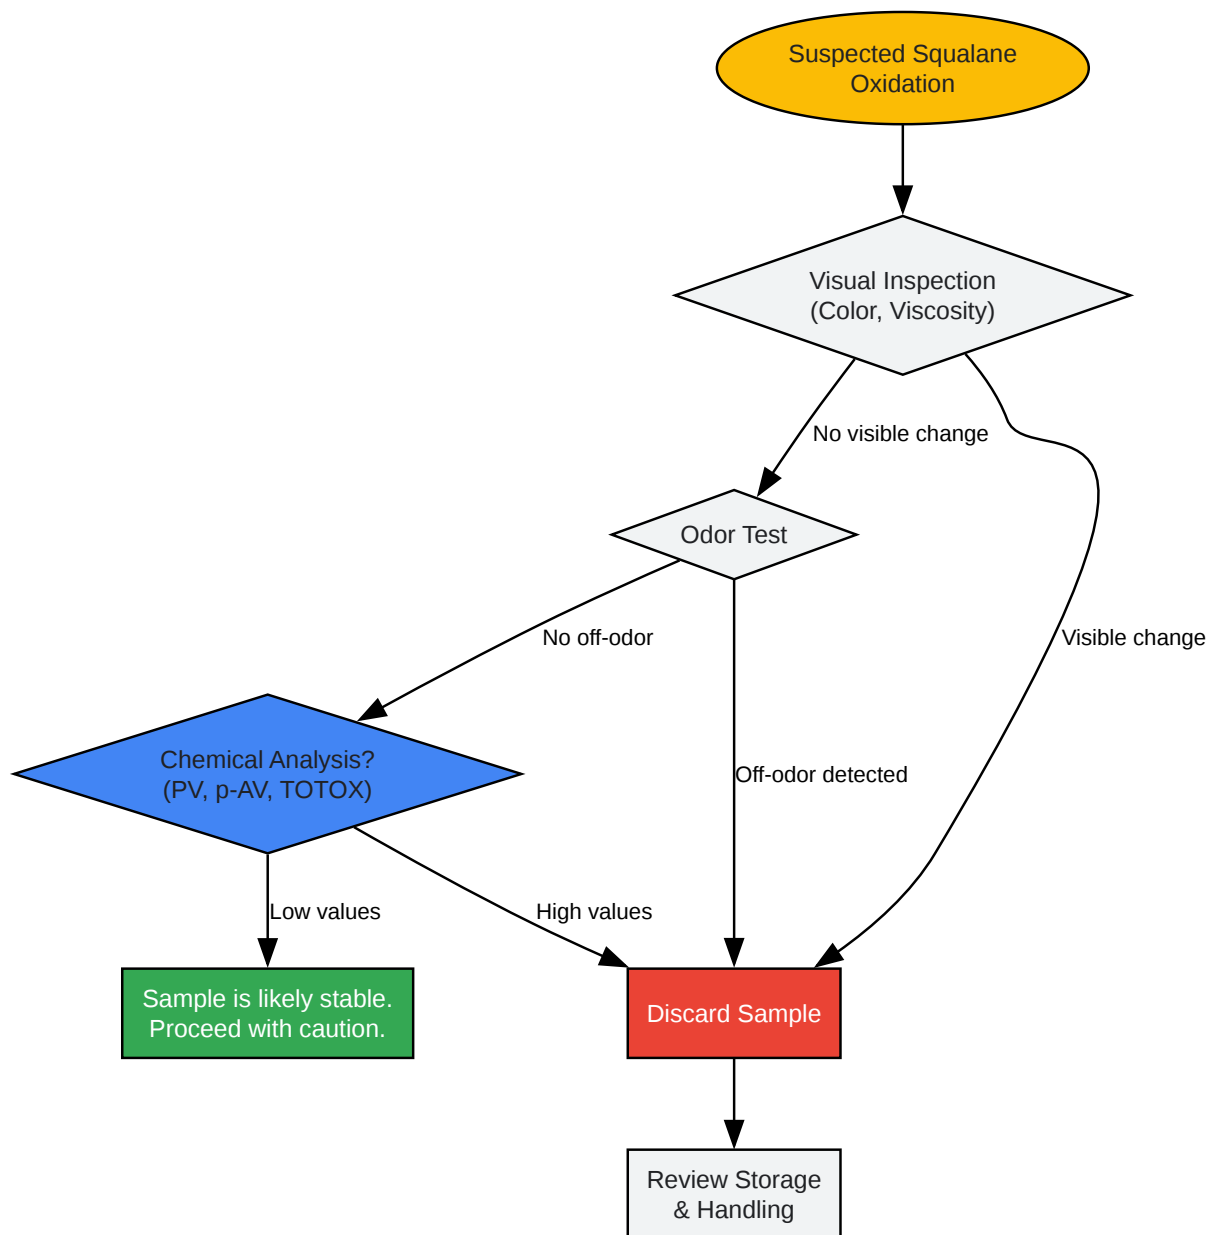 Suspected Squalane
Oxidation
Visual Inspection
(Color, Viscosity)
No visible change
Odor Test
No off-odor
Visible change
Chemical Analysis?
(PV, p-AV, TOTOX)
Off-odor detected
Low values
High values
Sample is likely stable.
Proceed with caution.
Discard Sample
Review Storage
& Handling